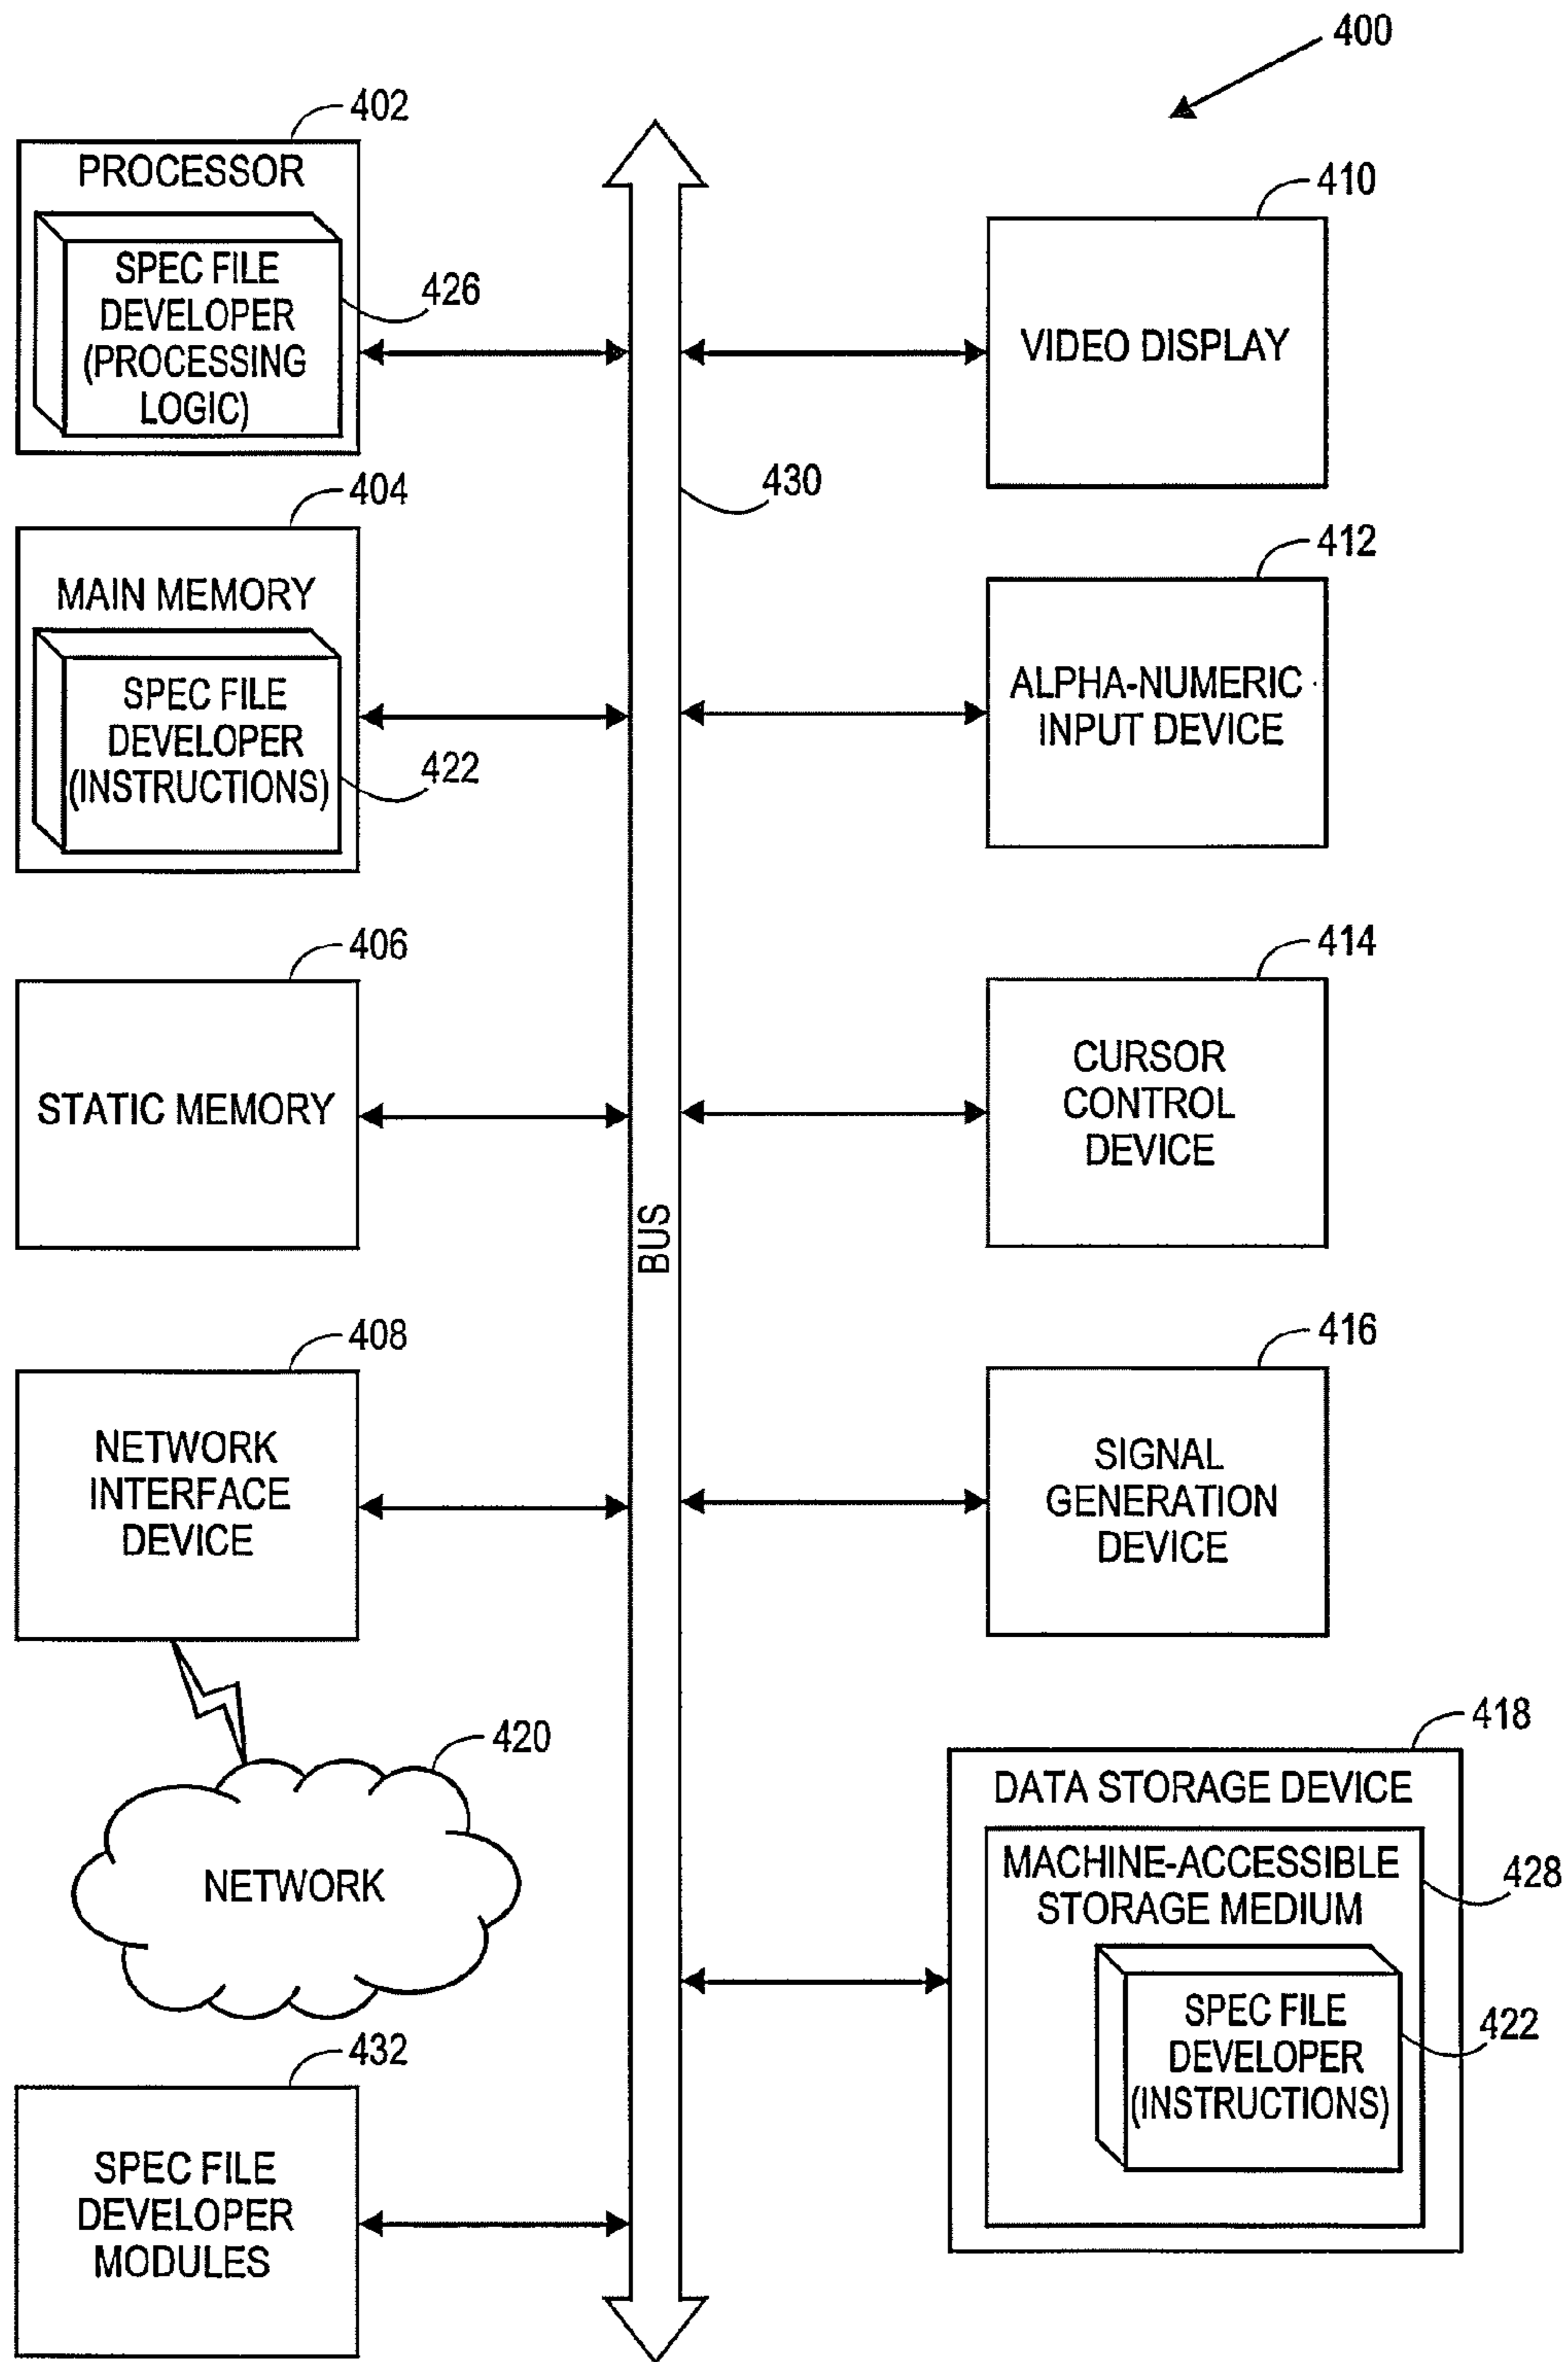 400
402
PROCESSOR
SPEC FILE
DEVELOPER
(PROCESSING
LOGIC)
426
404
MAIN MEMORY
SPEC FILE
DEVELOPER
(INSTRUCTIONS)
422
406
STATIC MEMORY
408
NETWORK
INTERFACE
DEVICE
420
NETWORK
432
SPEC FILE
DEVELOPER
MODULES
430
BUS
410
VIDEO DISPLAY
412
ALPHA-NUMERIC
INPUT DEVICE
414
CURSOR
CONTROL
DEVICE
416
SIGNAL
GENERATION
DEVICE
418
DATA STORAGE DEVICE
MACHINE-ACCESSIBLE
STORAGE MEDIUM
428
SPEC FILE
DEVELOPER
(INSTRUCTIONS)
422